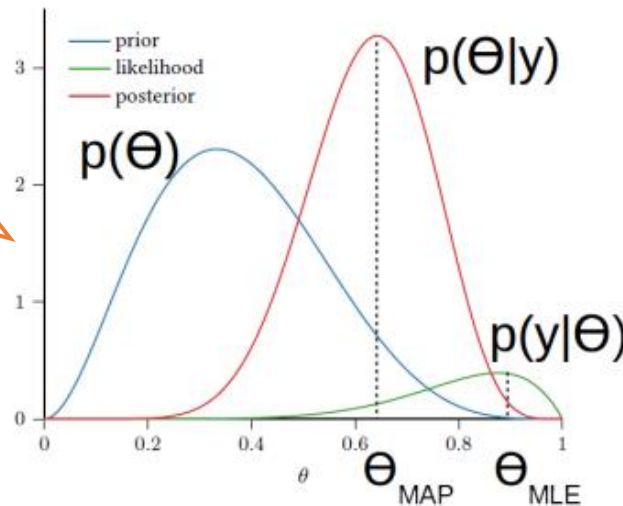 3
prior
likelihood
posterior
p(Θ|y)
p(Θ)
2
1
p(y|Θ)
0
0 0.2 0.4 0.6 0.8 1
θ Θ MAP Θ MLE